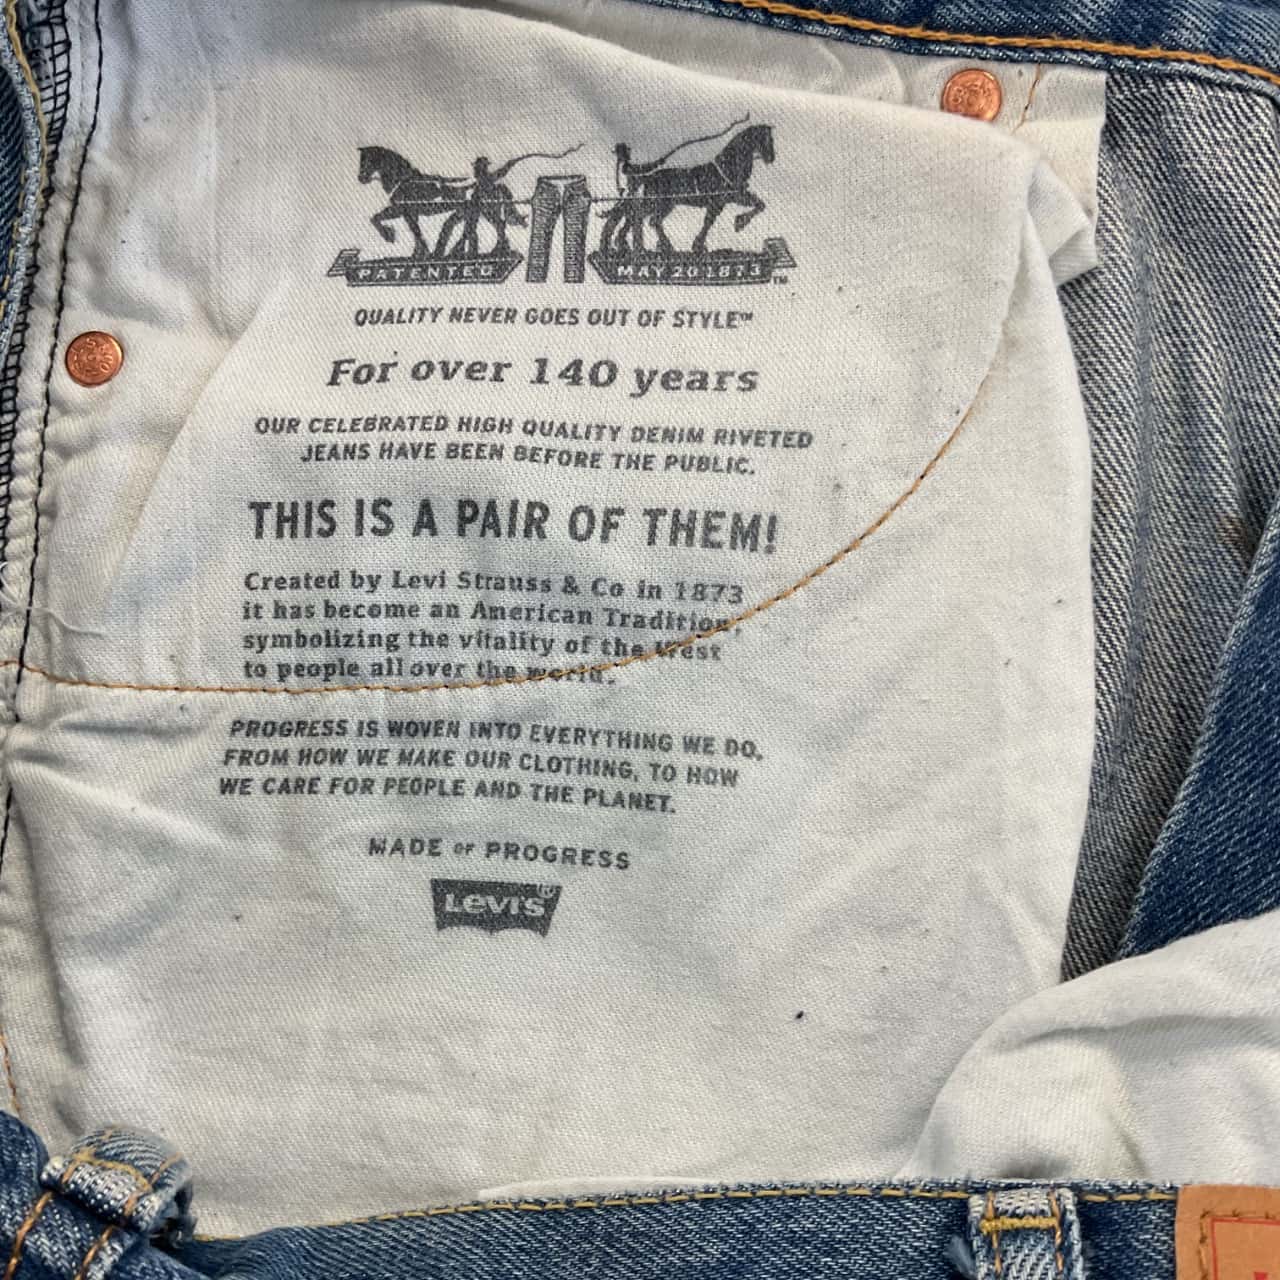 PATENTED MAY 20 1873 ™
QUALITY NEVER GOES OUT OF STYLE™
For over 140 years
OUR CELEBRATED HIGH QUALITY DENIM RIVETED
JEANS HAVE BEEN BEFORE THE PUBLIC.
THIS IS A PAIR OF THEM!
Created by Levi Strauss & Co in 1873
it has become an American Tradition,
symbolizing the vitality of the West
to people all over the world.
PROGRESS IS WOVEN INTO EVERYTHING WE DO,
FROM HOW WE MAKE OUR CLOTHING, TO HOW
WE CARE FOR PEOPLE AND THE PLANET.
MADE OF PROGRESS
LEVI'S®